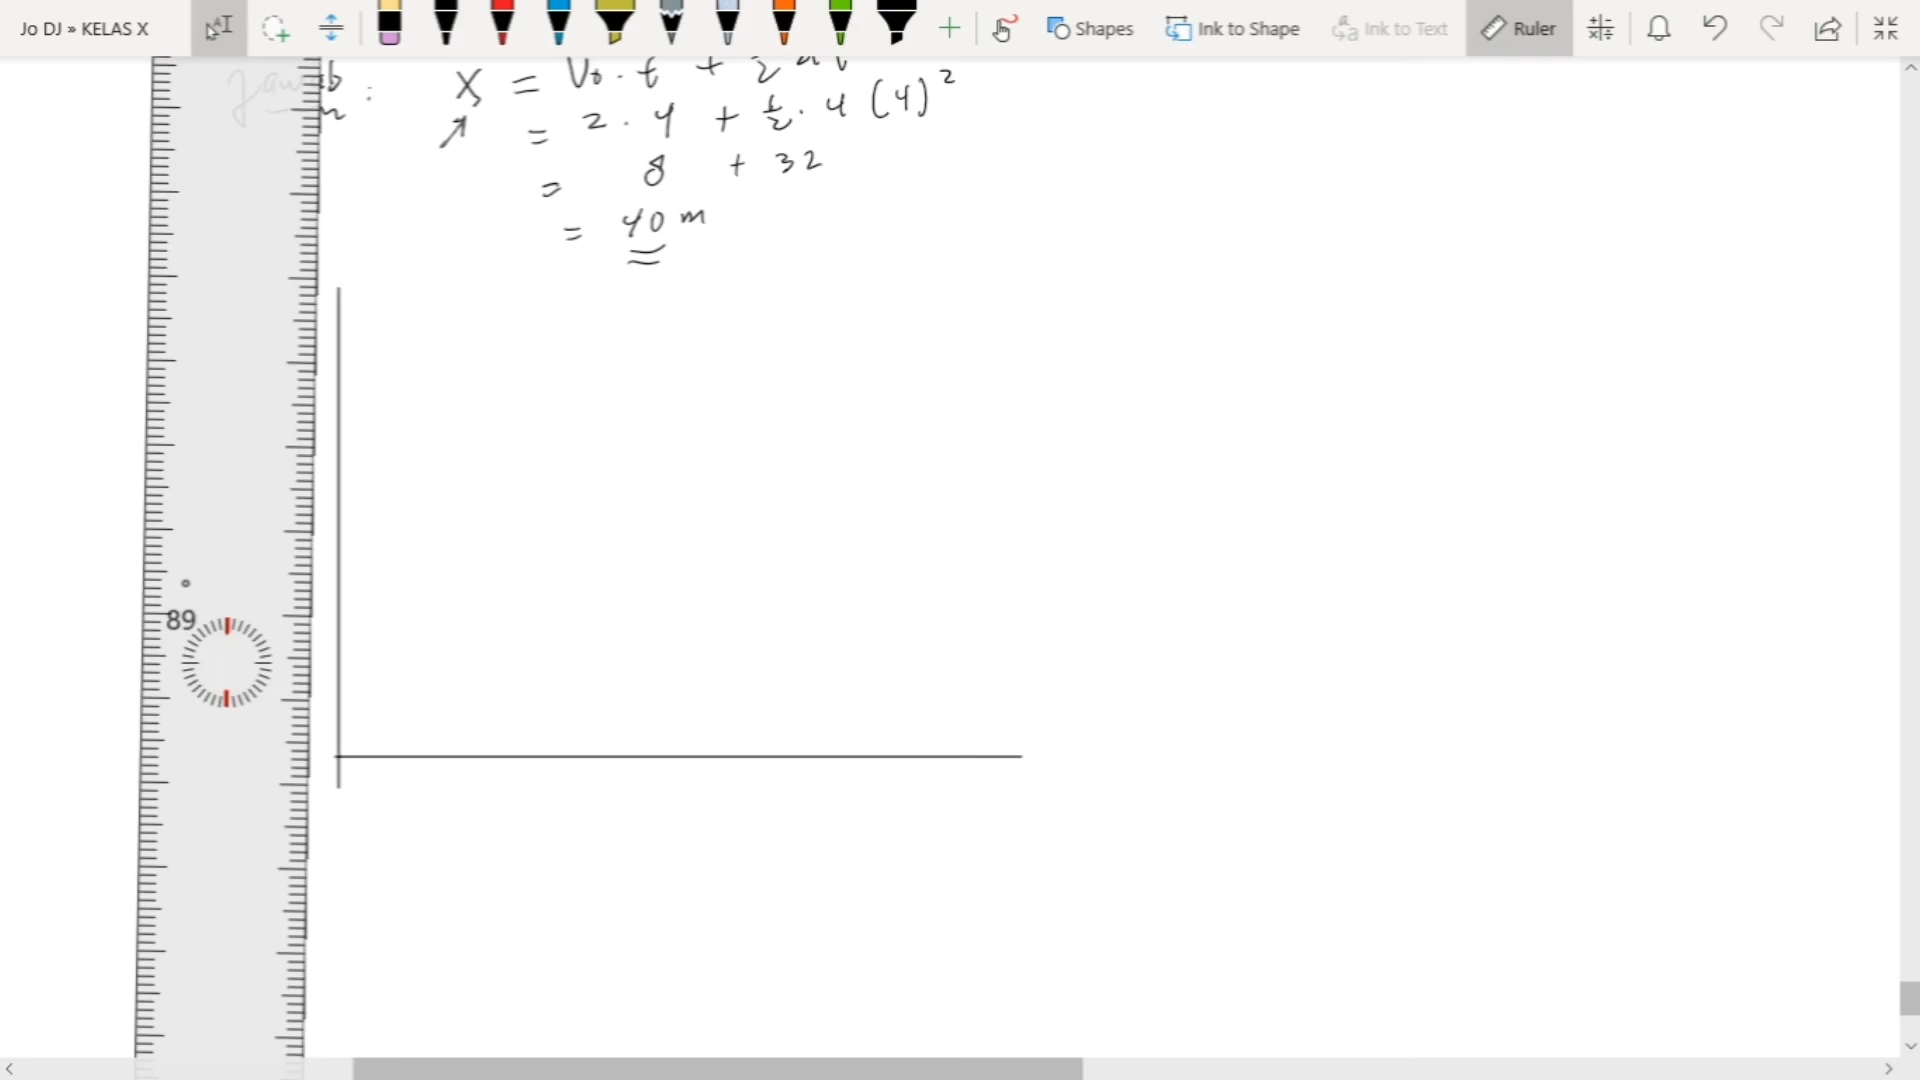 Jo DJ » KELAS X
Shapes
Ink to Shape
Ink to Text
Ruler
Jawab :
x = v₀ . t + ½ a t
= 2 . 4 + ½ . 4 (4)²
= 8 + 32
= 40 m
89°